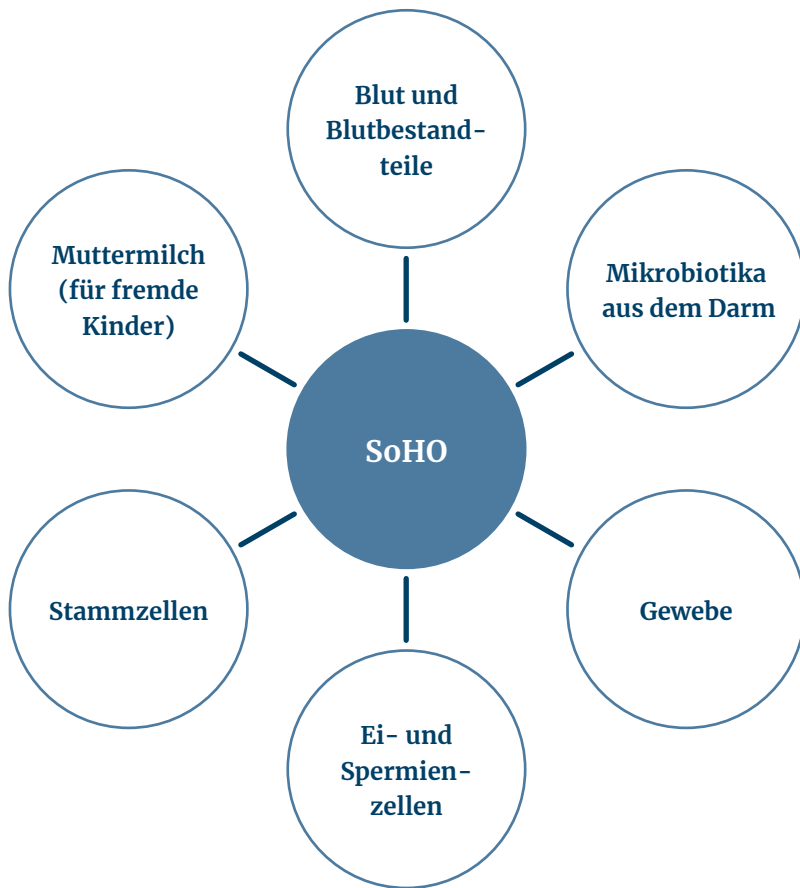 Blut und
Blutbestand-
teile
Muttermilch
(für fremde
Kinder)
Mikrobiotika
aus dem Darm
SoHO
Stammzellen
Gewebe
Ei- und
Spermien-
zellen